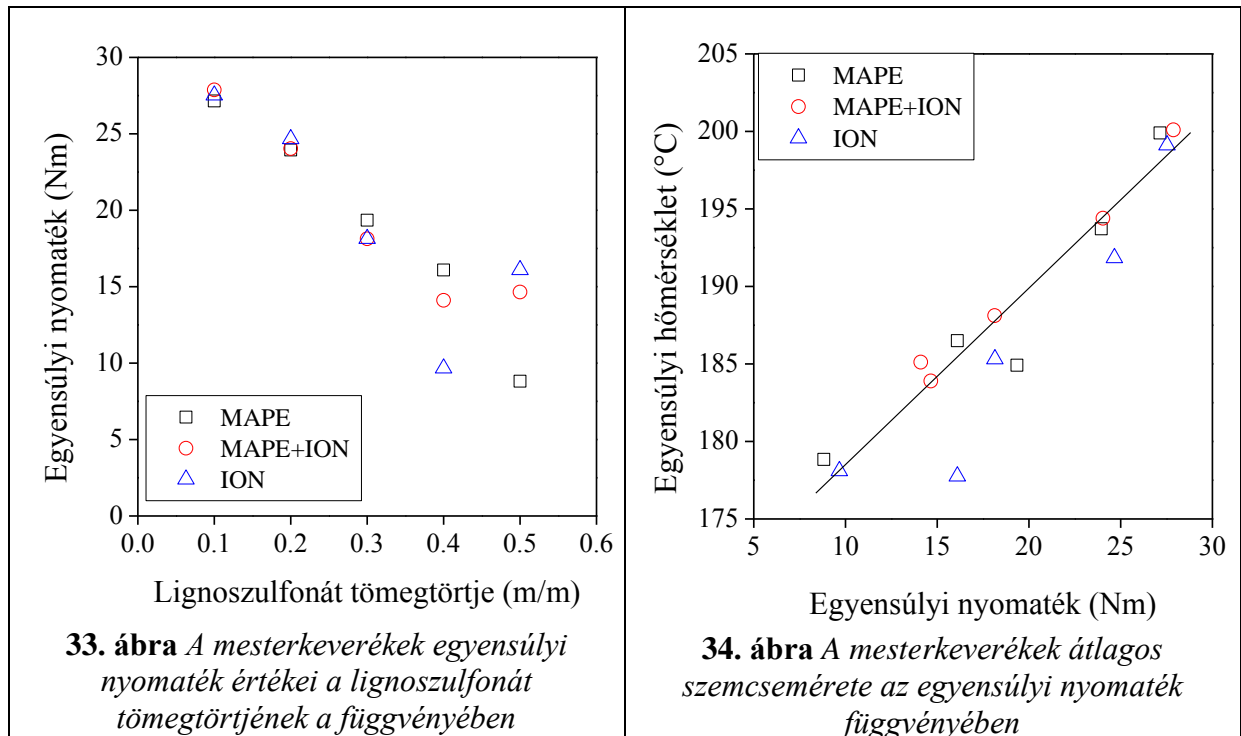 30
25
20
15
10
5
0
0.0 0.1 0.2 0.3 0.4 0.5 0.6
Egyensúlyi nyomaték (Nm)
MAPE
MAPE+ION
ION
Lignoszulfonát tömegtörtje (m/m)
33. ábra A mesterkeverékek egyensúlyi
nyomaték értékei a lignoszulfonát
tömegtörtjének a függvényében
205
200
195
190
185
180
175
5 10 15 20 25 30
Egyensúlyi hőmérséklet (°C)
MAPE
MAPE+ION
ION
Egyensúlyi nyomaték (Nm)
34. ábra A mesterkeverékek átlagos
szemcsemérete az egyensúlyi nyomaték
függvényében